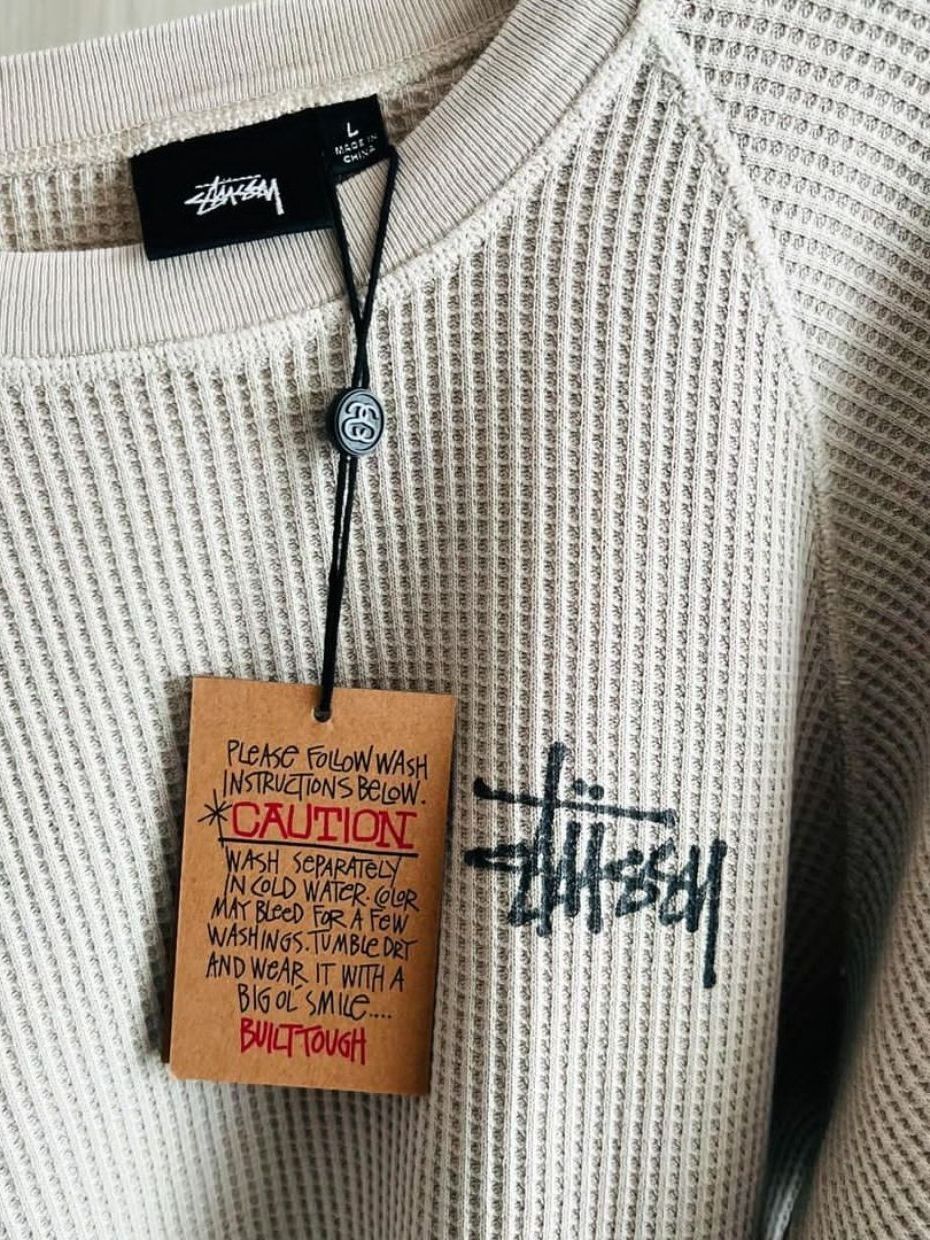 L
MADE IN
CHINA
STÜSSY
PLEASE FOLLOW WASH
INSTRUCTIONS BELOW.
*CAUTION
WASH SEPARATELY
IN COLD WATER. COLOR
MAY BLEED FOR A FEW
WASHINGS. TUMBLE DRY
AND WEAR IT WITH A
BIG OL' SMILE....
BUILT TOUGH
STÜSSY